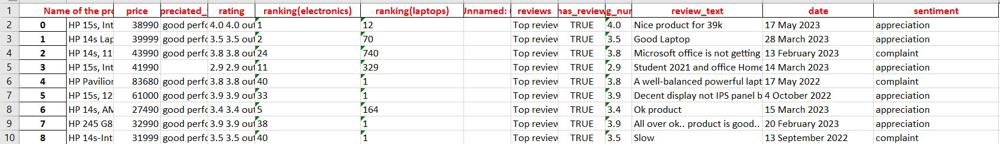 1 Name of the pro price preciated_ rating ranking(electronics) ranking(laptops) Unnamed: reviews has_review g_nur review_text date sentiment
2 0 HP 15s, Int 38990 good perfo 4.0 4.0 out 1 12 Top review TRUE 4.0 Nice product for 39k 17 May 2023 appreciation
3 1 HP 14s Lap 39999 good perfo 3.5 3.5 out 2 70 Top review TRUE 3.5 Good Laptop 28 March 2023 appreciation
4 2 HP 14s, 11 43990 good perfo 3.8 3.8 out 24 740 Top review TRUE 3.8 Microsoft office is not getting 13 February 2023 complaint
5 3 HP 15s, Int 41990 2.9 2.9 out 11 329 Top review TRUE 2.9 Student 2021 and office Home 14 March 2023 appreciation
6 4 HP Pavilion 83680 good perfo 3.8 3.8 out 40 1 Top review TRUE 3.8 A well-balanced powerful lapt 17 May 2022 complaint
7 5 HP 15s, 12 61000 good perfo 3.9 3.9 out 33 1 Top review TRUE 3.9 Decent display not IPS panel b 4 October 2022 appreciation
8 6 HP 14s, AM 27490 good perfo 3.4 3.4 out 5 164 Top review TRUE 3.4 Ok product 15 March 2023 appreciation
9 7 HP 245 G8 32990 good perfo 3.9 3.9 out 38 1 Top review TRUE 3.9 All over ok.. product is good.. 20 February 2023 appreciation
10 8 HP 14s-Int 31999 good perfo 3.5 3.5 out 40 1 Top review TRUE 3.5 Slow 13 September 2022 complaint